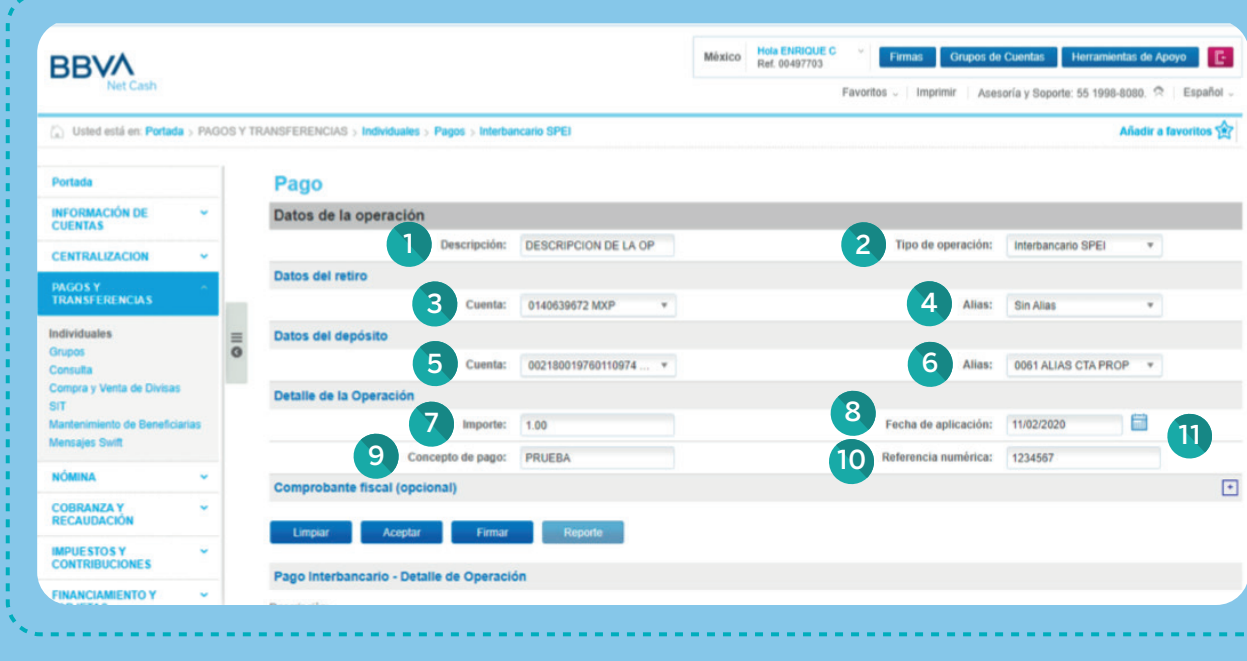 BBVA
Net Cash
México
Hola ENRIQUE C
Ref. 00497703
Firmas
Grupos de Cuentas
Herramientas de Apoyo
Favoritos
Imprimir
Asesoría y Soporte: 55 1998-8080.
Español
Usted está en: Portada > PAGOS Y TRANSFERENCIAS > Individuales > Pagos > Interbancario SPEI
Añadir a favoritos
Portada
INFORMACIÓN DE
CUENTAS
CENTRALIZACION
PAGOS Y
TRANSFERENCIAS
Individuales
Grupos
Consulta
Compra y Venta de Divisas
SIT
Mantenimiento de Beneficiarias
Mensajes Swift
NÓMINA
COBRANZA Y
RECAUDACIÓN
IMPUESTOS Y
CONTRIBUCIONES
FINANCIAMIENTO Y
Pago
Datos de la operación
1 Descripción: DESCRIPCION DE LA OP
2 Tipo de operación: Interbancario SPEI
Datos del retiro
3 Cuenta: 0140639672 MXP
4 Alias: Sin Alias
Datos del depósito
5 Cuenta: 002180019760110974 ...
6 Alias: 0061 ALIAS CTA PROP
Detalle de la Operación
7 Importe: 1.00
8 Fecha de aplicación: 11/02/2020
11
9 Concepto de pago: PRUEBA
10 Referencia numérica: 1234567
Comprobante fiscal (opcional)
Limpiar
Aceptar
Firmar
Reporte
Pago Interbancario - Detalle de Operación